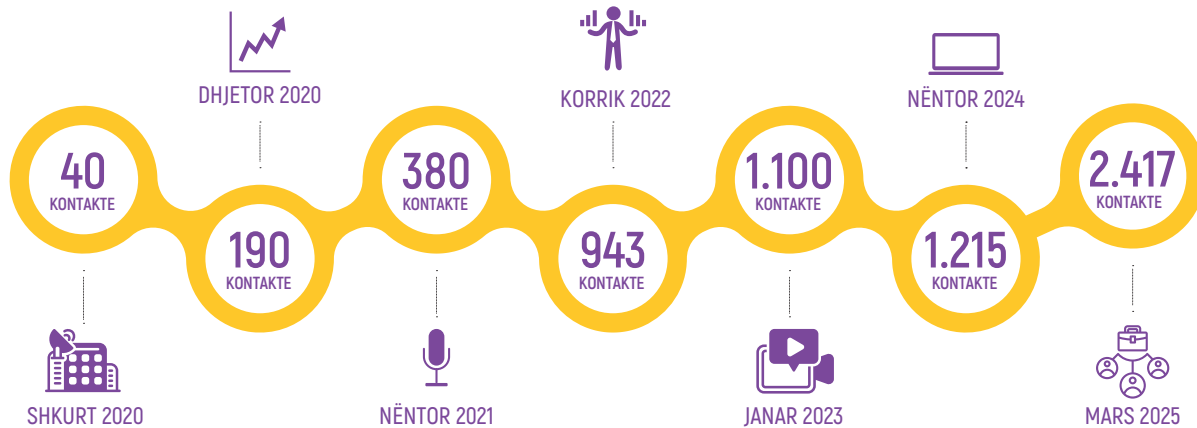 DHJETOR 2020
KORRIK 2022
NËNTOR 2024
40
KONTAKTE
190
KONTAKTE
380
KONTAKTE
943
KONTAKTE
1.100
KONTAKTE
1.215
KONTAKTE
2.417
KONTAKTE
SHKURT 2020
NËNTOR 2021
JANAR 2023
MARS 2025